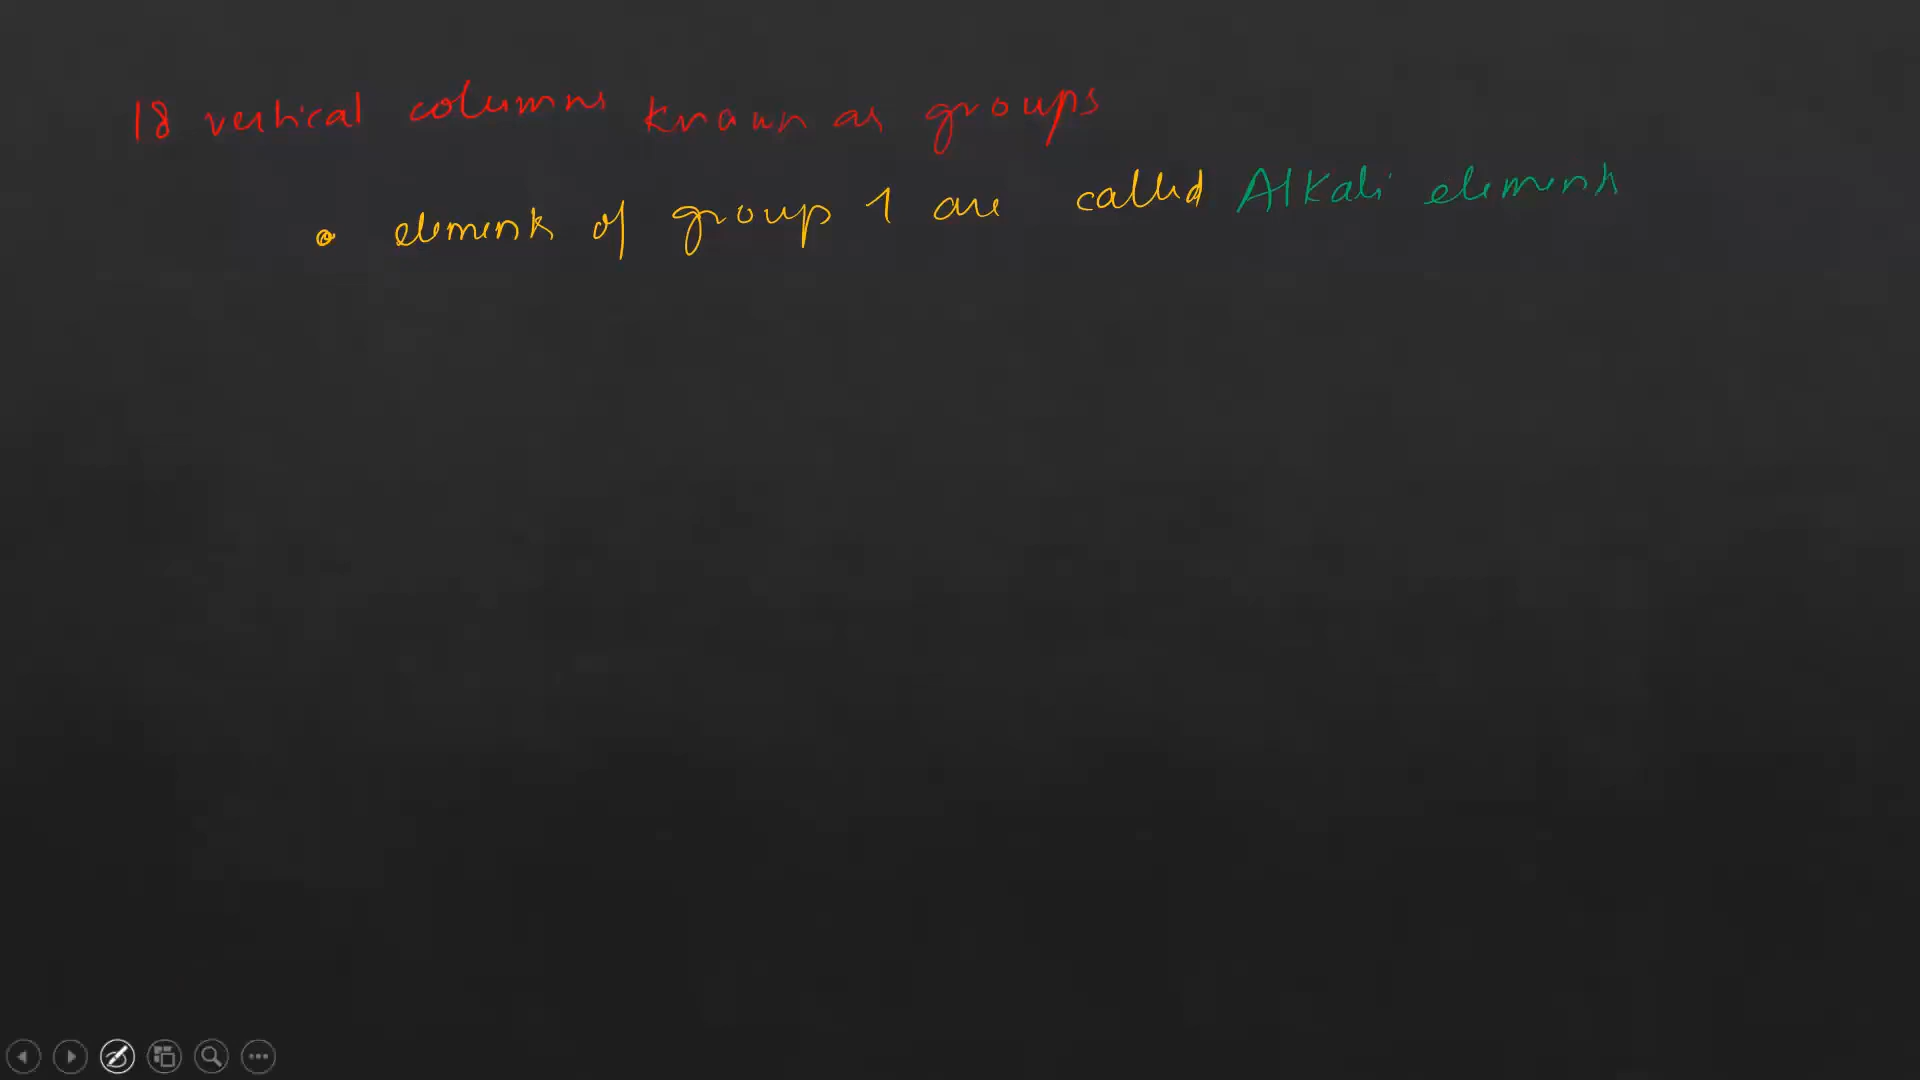 18 vertical columns known as groups
• elements of group 1 are called Alkali elements